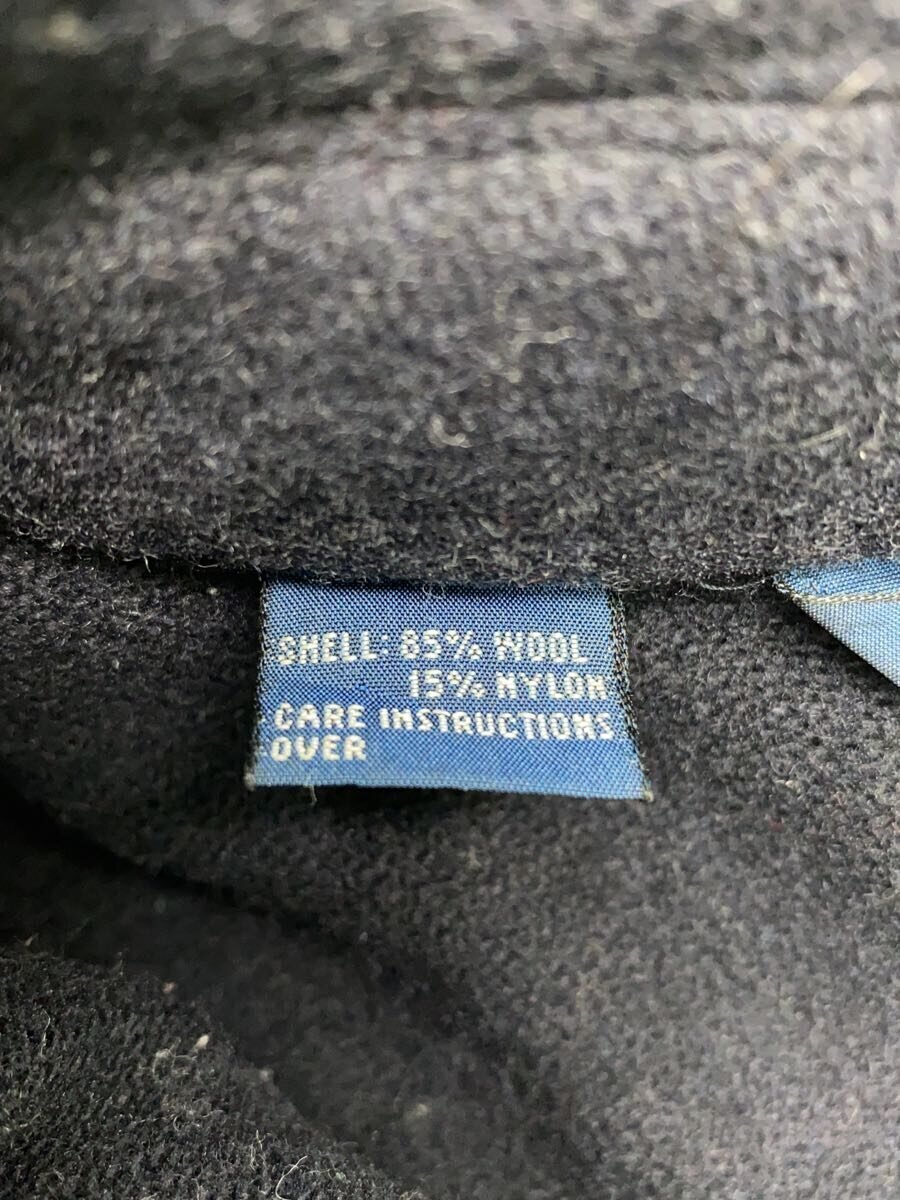 SHELL: 85% WOOL
15% NYLON
CARE INSTRUCTIONS
OVER